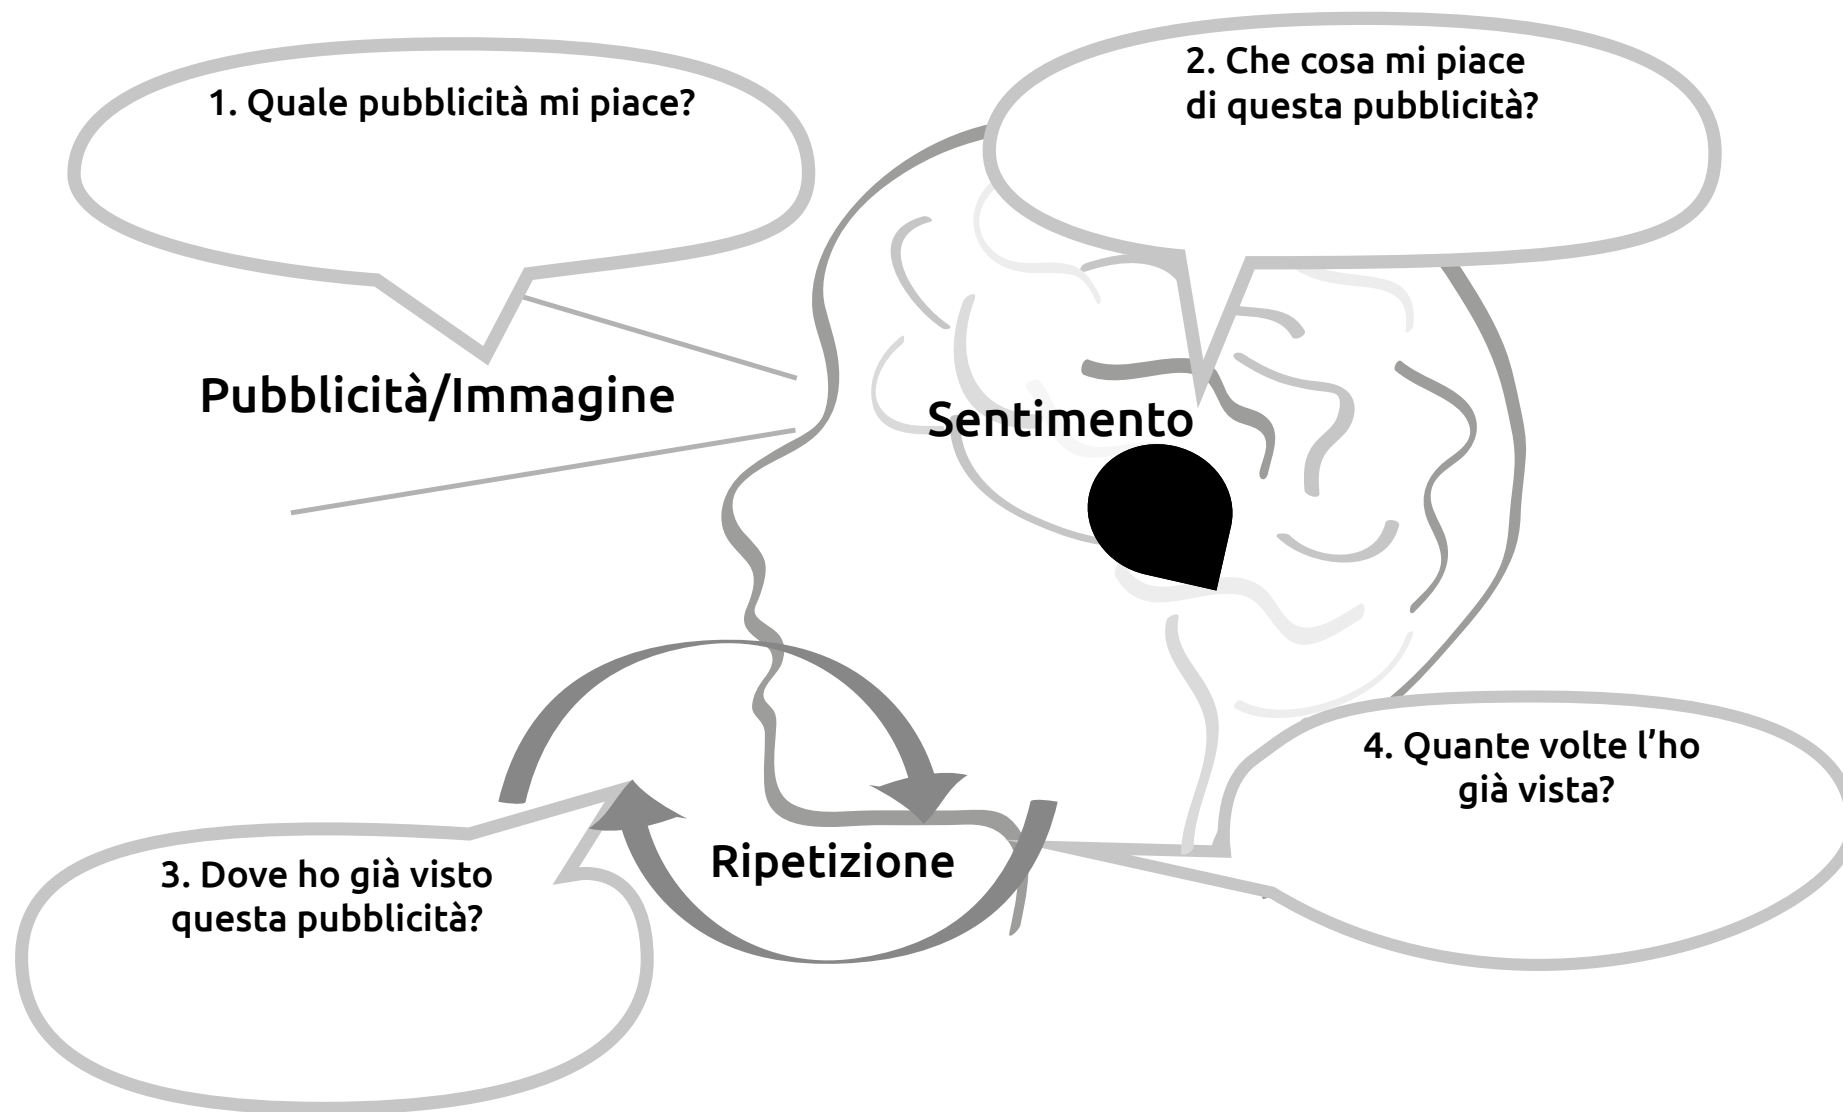 1. Quale pubblicità mi piace?
2. Che cosa mi piace
di questa pubblicità?
Pubblicità/Immagine
Sentimento
Ripetizione
3. Dove ho già visto
questa pubblicità?
4. Quante volte l’ho
già vista?